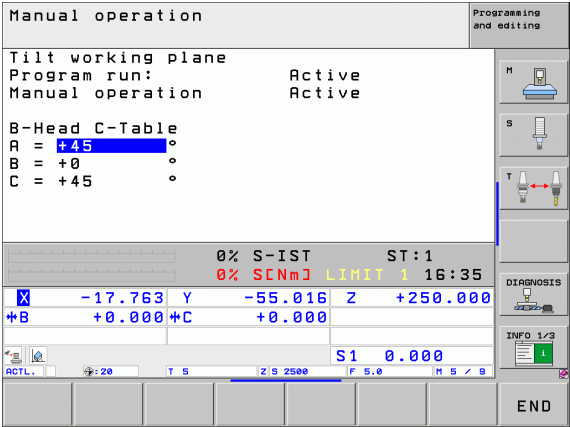 Manual operation
Programming
and editing
Tilt working plane
Program run: Active
Manual operation Active
B-Head C-Table
A = +45 °
B = +0 °
C = +45 °
0% S-IST ST:1
0% S[Nm] LIMIT 1 16:35
X -17.763 Y -55.016 Z +250.000
B +0.000 C +0.000
S1 0.000
ACTL. :20 T 5 Z S 2500 F 5.0 M 5 / 9
M
S
T
DIAGNOSIS
INFO 1/3
i
END